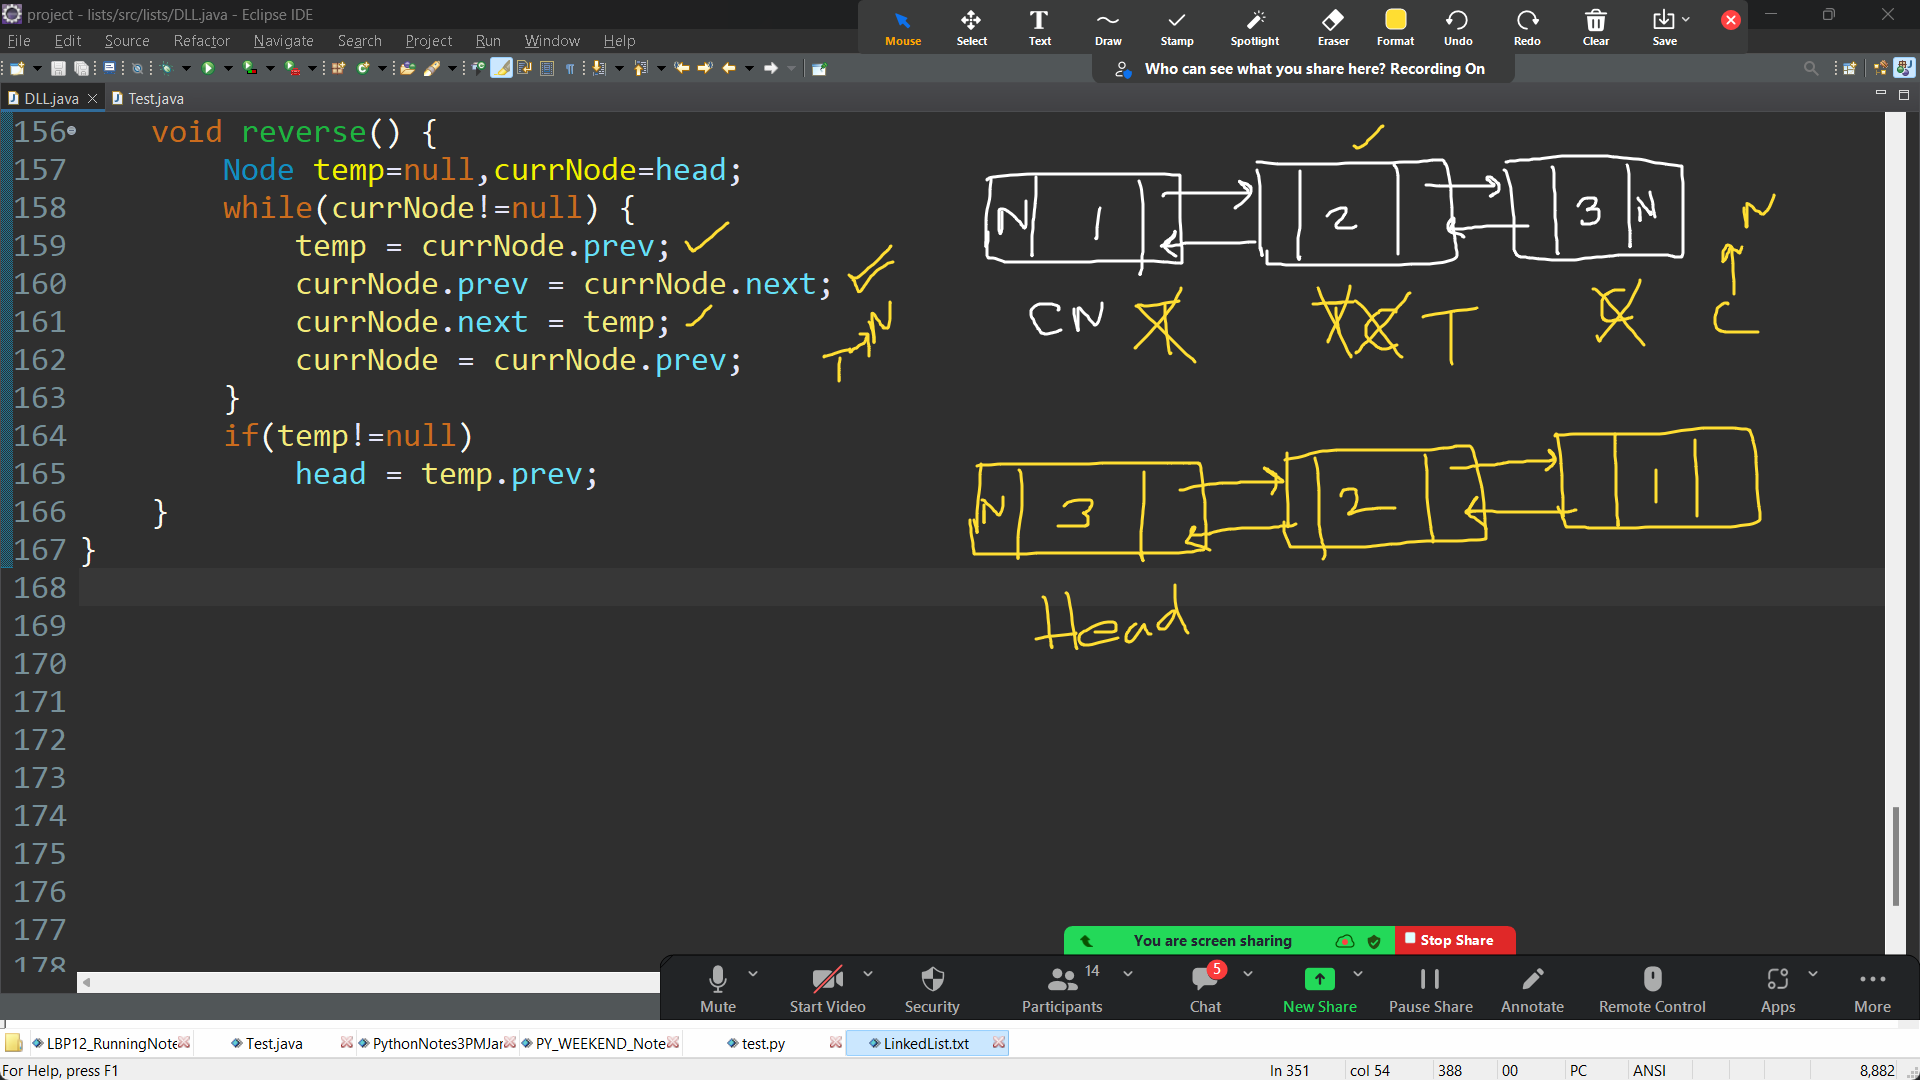 project - lists/src/lists/DLL.java - Eclipse IDE
Mouse Select Text Draw Stamp Spotlight Eraser Format Undo Redo Clear Save
File Edit Source Refactor Navigate Search Project Run Window Help
Who can see what you share here? Recording On
DLL.java Test.java
156 void reverse() {
157 Node temp=null,currNode=head;
158 while(currNode!=null) {
159 temp = currNode.prev;
160 currNode.prev = currNode.next;
161 currNode.next = temp;
162 currNode = currNode.prev;
163 }
164 if(temp!=null)
165 head = temp.prev;
166 }
167 }
168
169
170
171
172
173
174
175
176
177
178
N 1 2 3 N
N
CN T T C T C C
T N
N 3 2 1
Head
You are screen sharing Stop Share
14 5
Mute Start Video Security Participants Chat New Share Pause Share Annotate Remote Control Apps More
LBP12_RunningNote Test.java PythonNotes3PMJan PY_WEEKEND_Note test.py LinkedList.txt
For Help, press F1 ln 351 col 54 388 00 PC ANSI 8,882